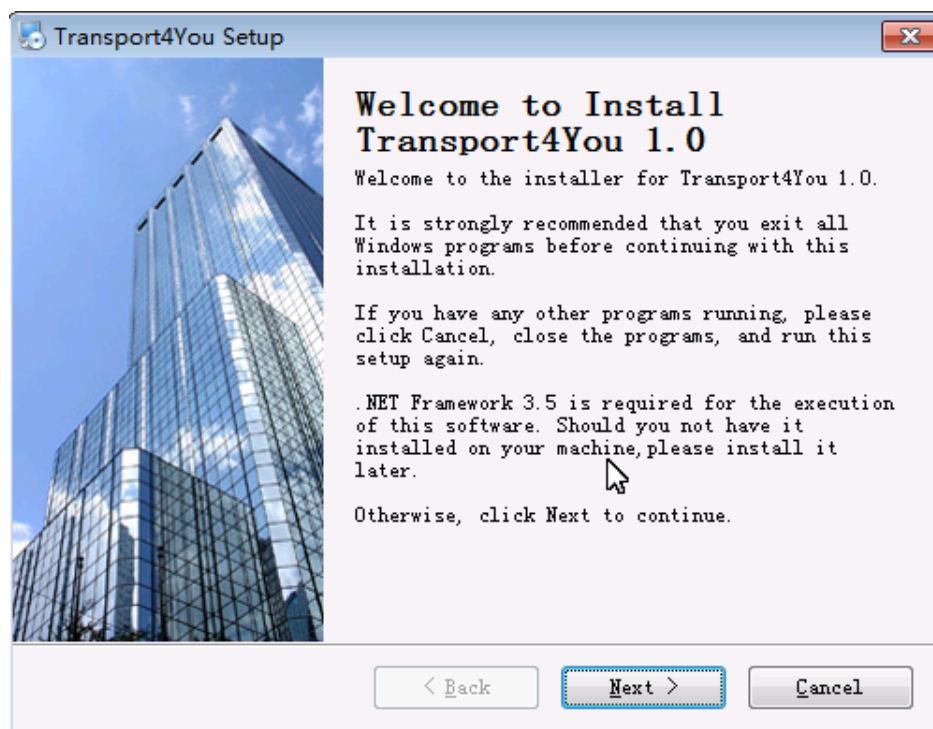 Transport4You Setup
Welcome to Install
Transport4You 1.0
Welcome to the installer for Transport4You 1.0.
It is strongly recommended that you exit all
Windows programs before continuing with this
installation.
If you have any other programs running, please
click Cancel, close the programs, and run this
setup again.
.NET Framework 3.5 is required for the execution
of this software. Should you not have it
installed on your machine,please install it
later.
Otherwise, click Next to continue.
< Back
Next >
Cancel